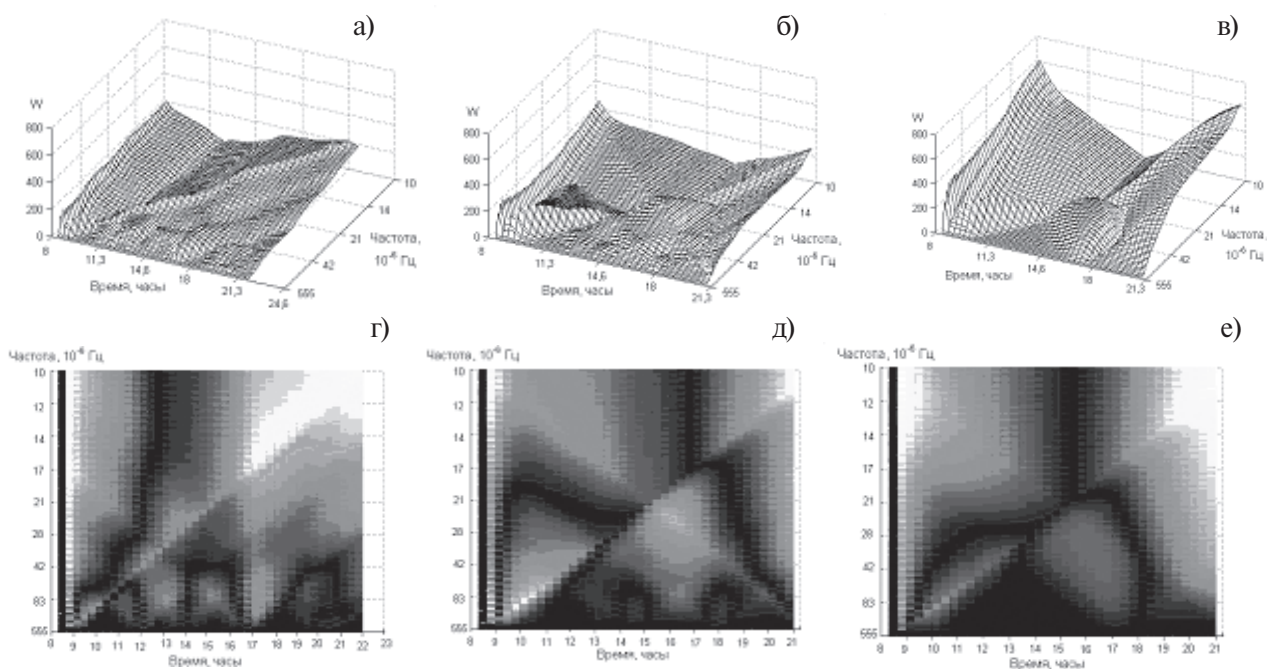 а)
W
800
600
400
200
0
8
11,3
14,6
18
21,3
24,6
Время, часы
555
42
21
14
10
Частота,
10⁻⁶ Гц
б)
W
800
600
400
200
0
8
11,3
14,6
18
21,3
Время, часы
555
42
21
14
10
Частота,
10⁻⁶ Гц
в)
W
800
600
400
200
0
8
11,3
14,6
18
21,3
Время, часы
555
42
21
14
10
Частота,
10⁻⁶ Гц
г)
Частота, 10⁻⁶ Гц
10
12
14
17
21
28
42
83
555
8 9 10 11 12 13 14 15 16 17 18 19 20 21 22 23
Время, часы
д)
Частота, 10⁻⁶ Гц
10
12
14
17
21
28
42
83
555
8 9 10 11 12 13 14 15 16 17 18 19 20 21
Время, часы
е)
Частота, 10⁻⁶ Гц
10
12
14
17
21
28
42
83
555
8 9 10 11 12 13 14 15 16 17 18 19 20 21
Время, часы